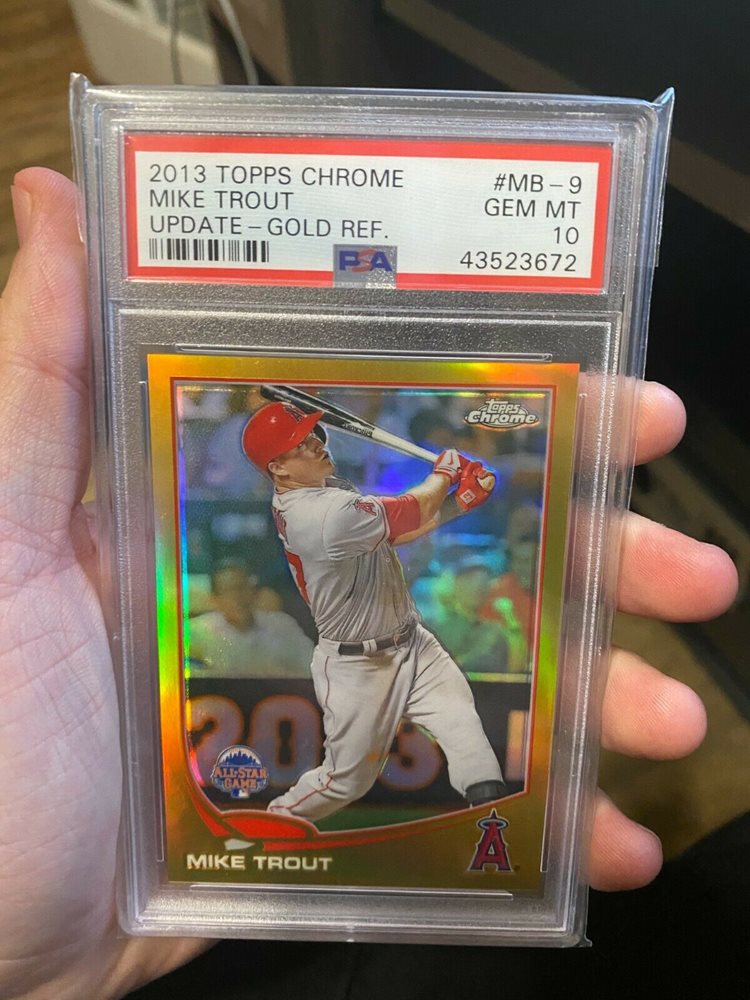 2013 TOPPS CHROME #MB-9
MIKE TROUT GEM MT
UPDATE-GOLD REF. 10
PSA 43523672
Topps
Chrome
2013
ALL-STAR
GAME
MIKE TROUT
A